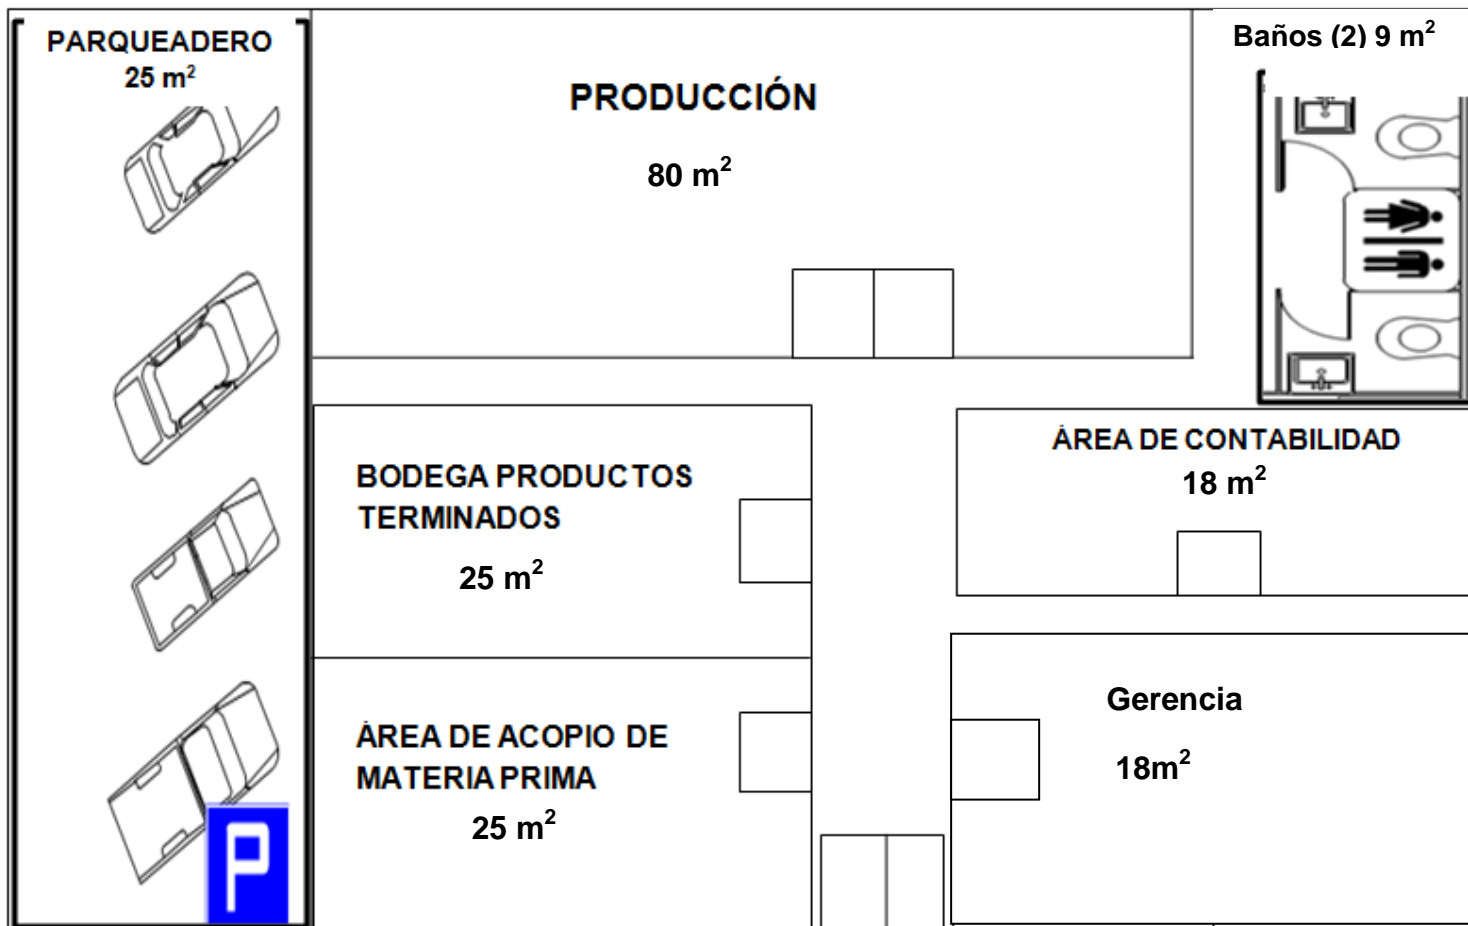 PARQUEADERO
25 m²
PRODUCCIÓN
80 m²
Baños (2) 9 m²
BODEGA PRODUCTOS
TERMINADOS
25 m²
ÁREA DE CONTABILIDAD
18 m²
ÁREA DE ACOPIO DE
MATERIA PRIMA
25 m²
Gerencia
18m²
P